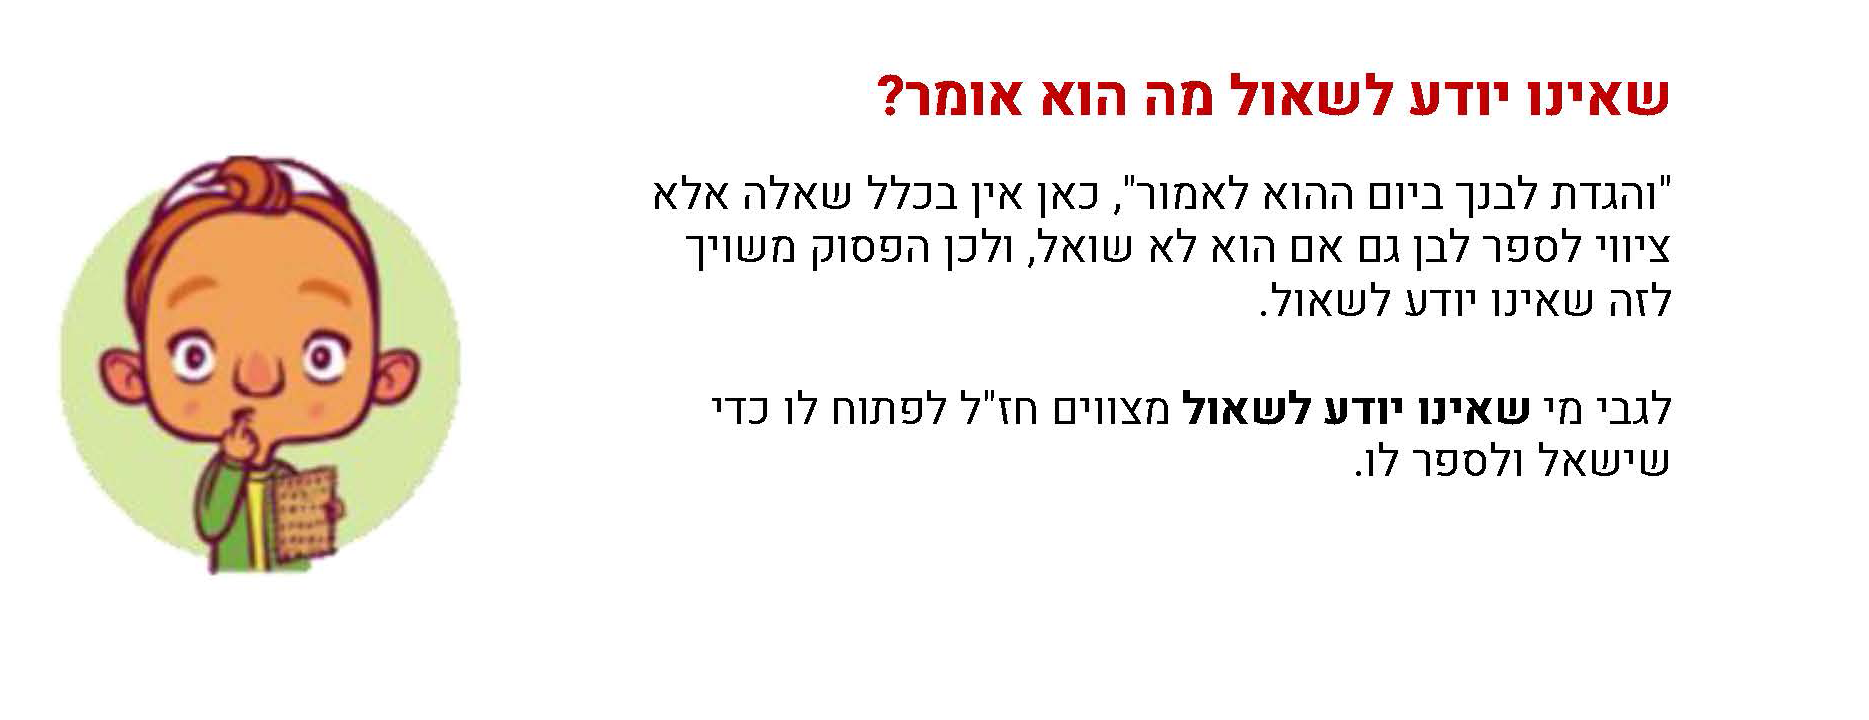 שאינו יודע לשאול מה הוא אומר?
"והגדת לבנך ביום ההוא לאמור", כאן אין בכלל שאלה אלא
ציווי לספר לבן גם אם הוא לא שואל, ולכן הפסוק משויך
לזה שאינו יודע לשאול.
לגבי מי שאינו יודע לשאול מצווים חז"ל לפתוח לו כדי
שישאל ולספר לו.